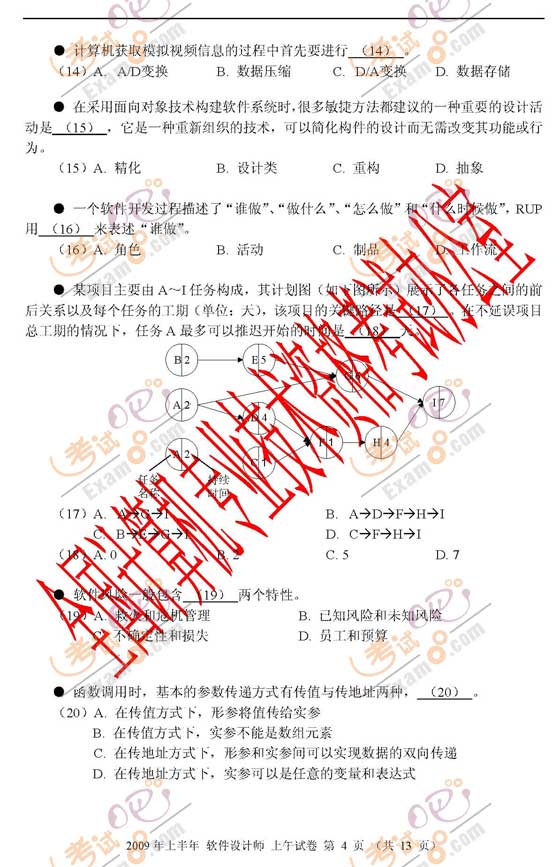 ● 计算机获取模拟视频信息的过程中首先要进行 （14） 。
（14）A. A/D变换 B. 数据压缩 C. D/A变换 D. 数据存储
● 在采用面向对象技术构建软件系统时，很多敏捷方法都建议的一种重要的设计活
动是 （15） ，它是一种重新组织的技术，可以简化构件的设计而无需改变其功能或行
为。
（15）A. 精化 B. 设计类 C. 重构 D. 抽象
● 一个软件开发过程描述了“谁做”、“做什么”、“怎么做”和“什么时候做”，RUP
用 （16） 来表述“谁做”。
（16）A. 角色 B. 活动 C. 制品 D. 工作流
● 某项目主要由 A～I 任务构成，其计划图（如下图所示）展示了各任务之间的前
后关系以及每个任务的工期（单位：天），该项目的关键路径是 （17） 。在不延误项目
总工期的情况下，任务 A 最多可以推迟开始的时间是 （18） 天。
B 2 E 5
A 2 D 4 I 7
F 1 H 4
A 2 C 1
任务 持续
名称 时间
（17）A. A→G→I B. A→D→F→H→I
C. B→E→G→I D. C→F→H→I
（18）A. 0 B. 2 C. 5 D. 7
● 软件风险一般包含 （19） 两个特性。
（19）A. 救火和危机管理 B. 已知风险和未知风险
C. 不确定性和损失 D. 员工和预算
● 函数调用时，基本的参数传递方式有传值与传地址两种， （20） 。
（20）A. 在传值方式下，形参将值传给实参
B. 在传值方式下，实参不能是数组元素
C. 在传地址方式下，形参和实参间可以实现数据的双向传递
D. 在传地址方式下，实参可以是任意的变量和表达式
2009 年上半年 软件设计师 上午试卷 第 4 页 （共 13 页）
考试 Exam8.com